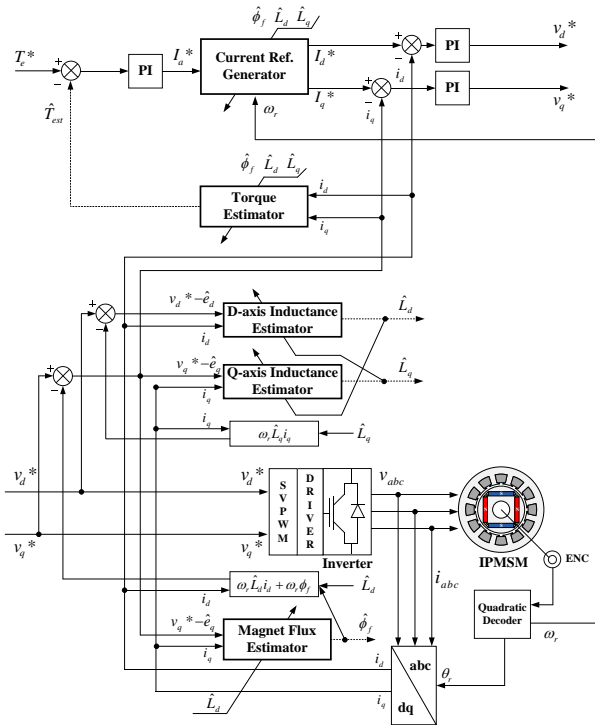 φ̂_f L̂_d L̂_q
T_e* + − PI I_a* Current Ref. Generator I_d* + − PI v_d*
I_q* + − i_d PI v_q*
T̂_est ω_r i_q
φ̂_f L̂_d L̂_q
Torque Estimator i_d
i_q
+ − v_d*−ê_d D-axis Inductance Estimator L̂_d
i_d
+ − v_q*−ê_q Q-axis Inductance Estimator L̂_q
i_q
i_q ω_r L̂_q i_q L̂_q
v_d* SVPWM DRIVER v_abc
v_q* Inverter IPMSM ENC
i_abc
ω_r L̂_d i_d + ω_r φ_f L̂_d
i_d
v_q*−ê_q Magnet Flux Estimator φ̂_f
i_q
Quadratic Decoder ω_r
L̂_d i_d abc θ_r
i_q dq